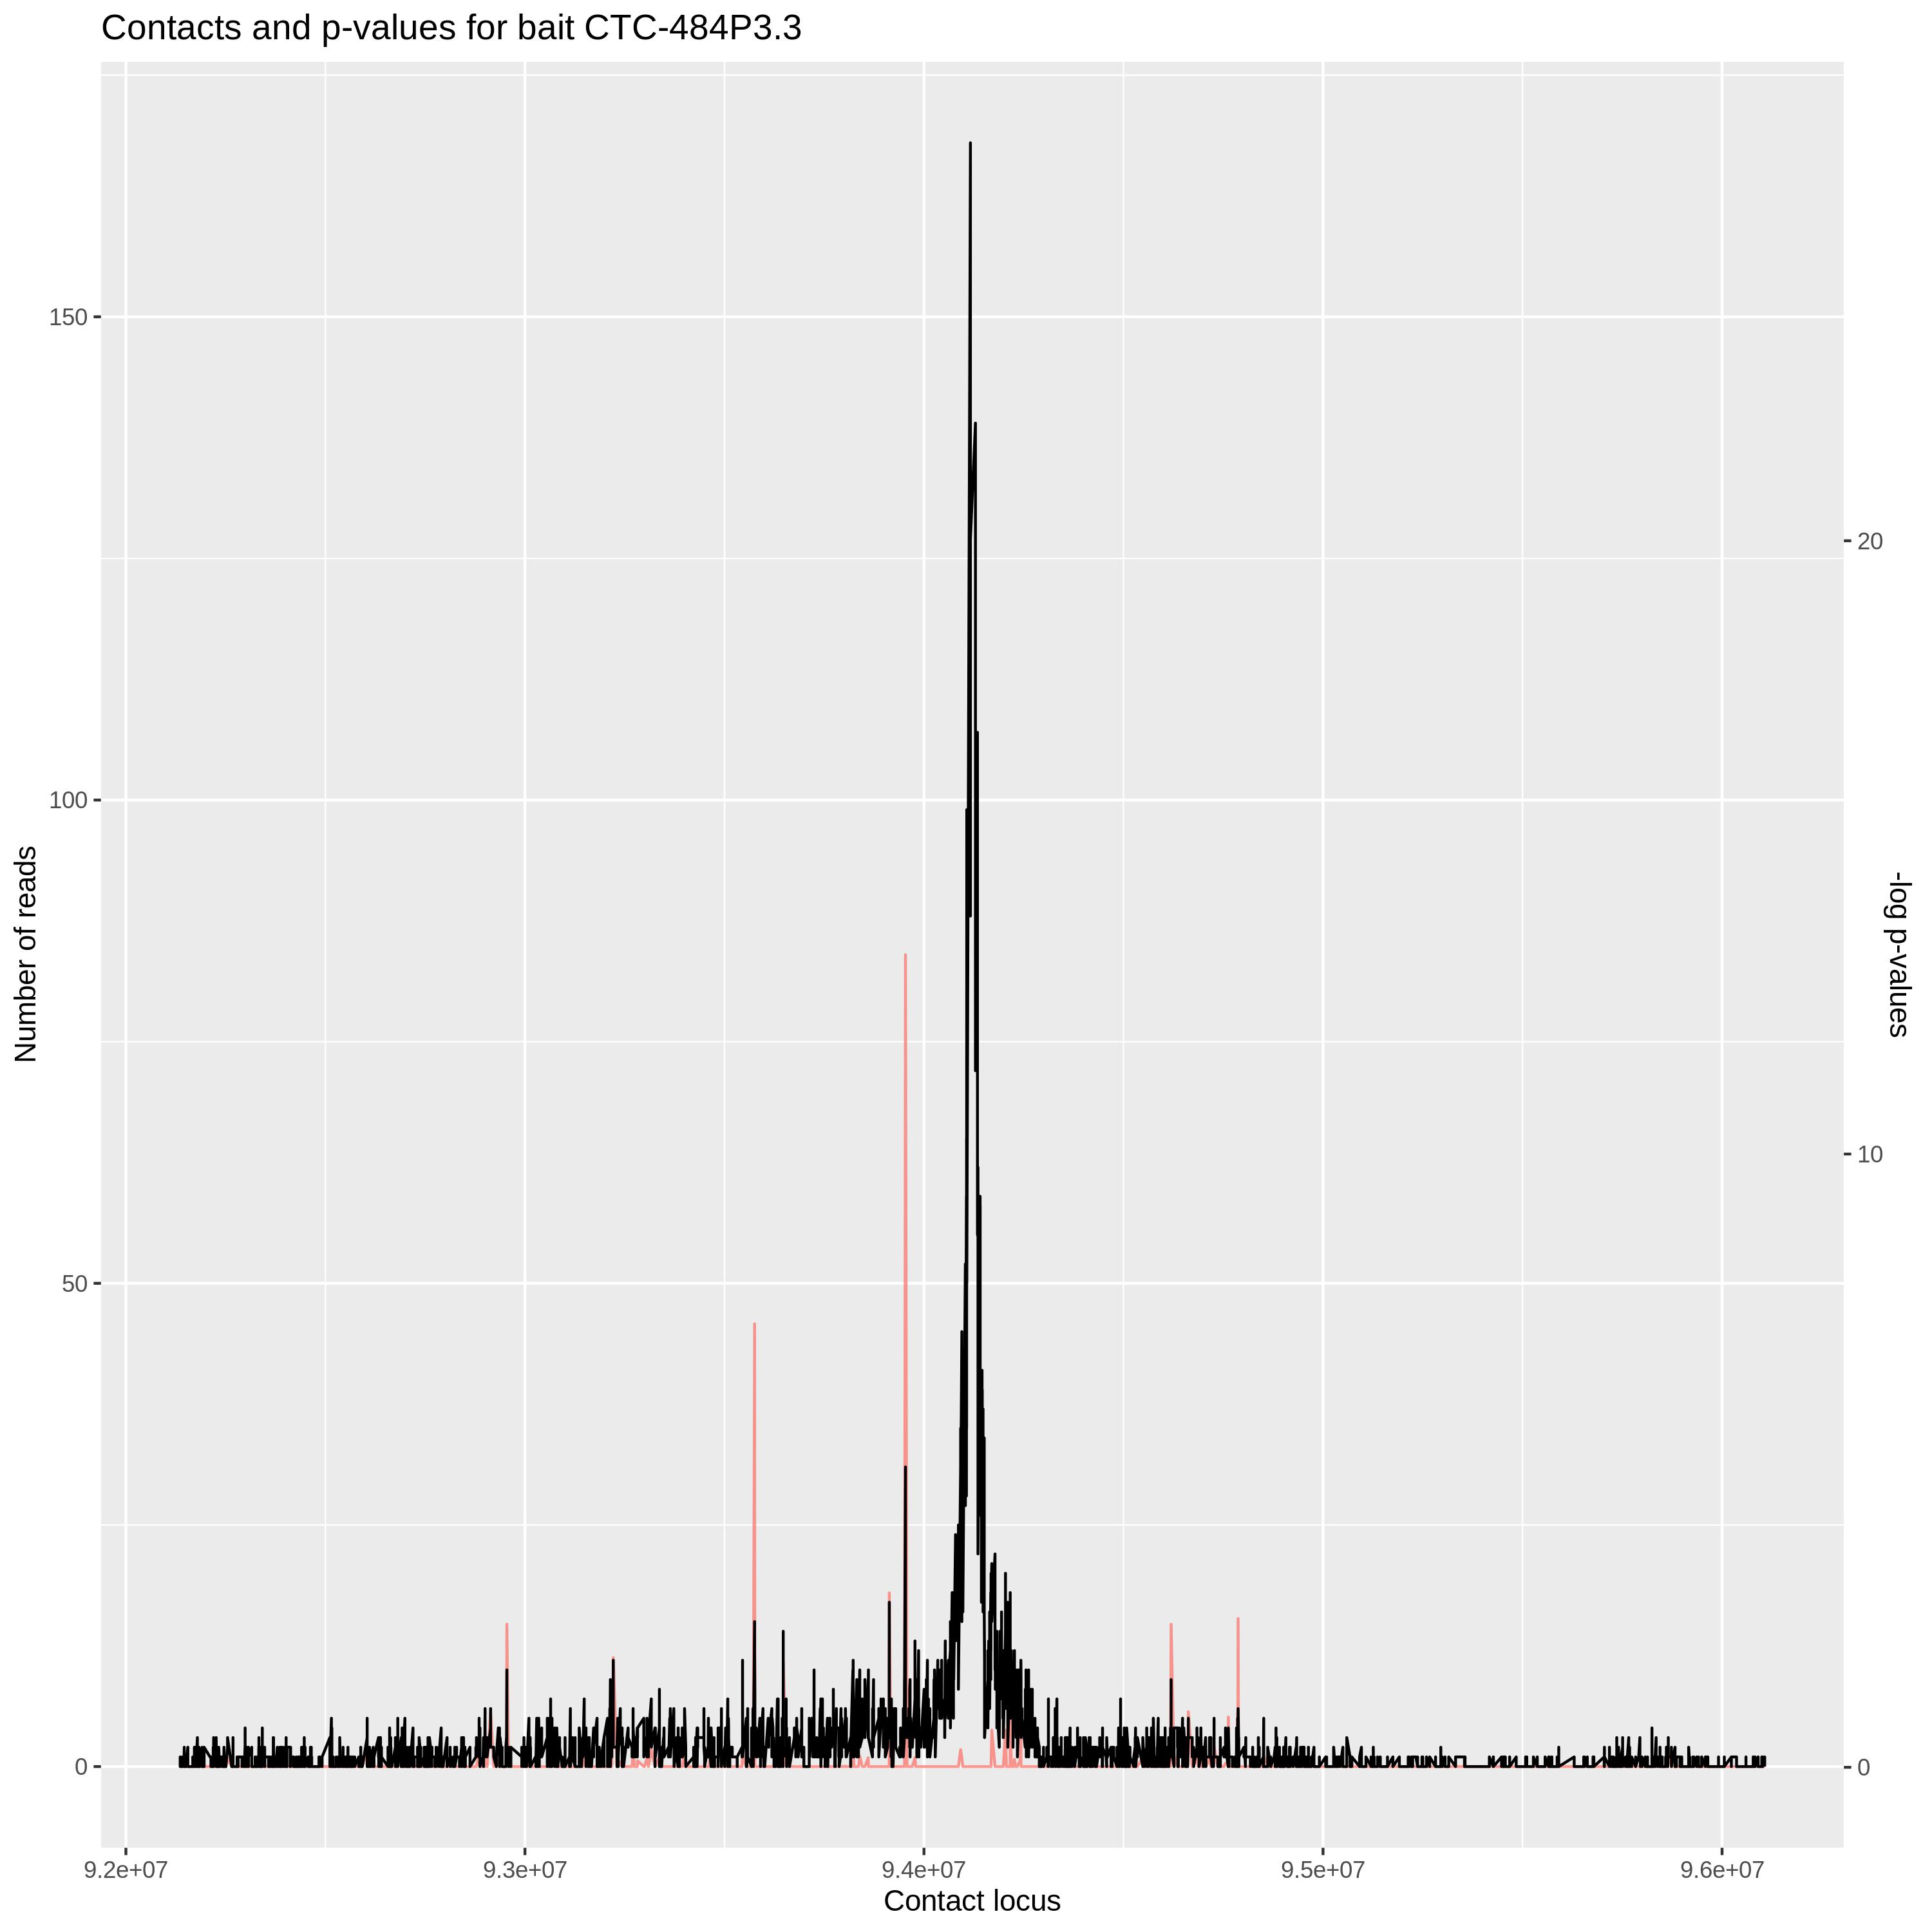 Contacts and p-values for bait CTC-484P3.3
150
100
50
0
Number of reads
20
10
0
-log p-values
9.2e+07
9.3e+07
9.4e+07
9.5e+07
9.6e+07
Contact locus